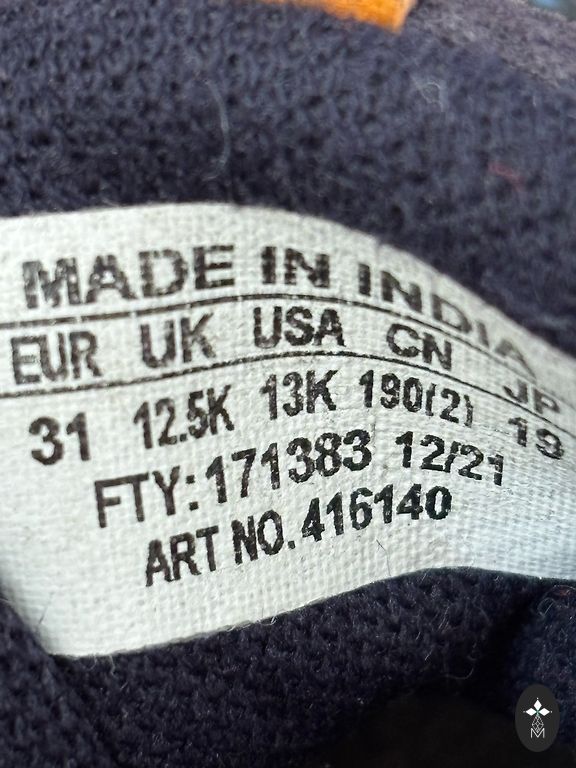 MADE IN INDIA
EUR UK USA CN JP
31 12.5K 13K 190(2) 19
FTY: 171383 12/21
ART NO. 416140
M